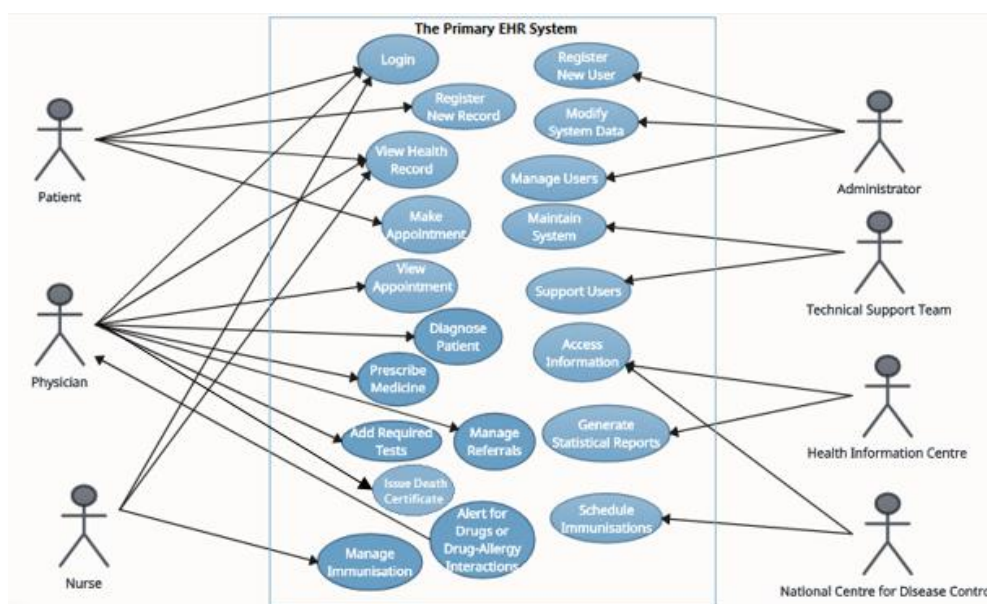 The Primary EHR System
Login
Register
New Record
View Health
Record
Make
Appointment
View
Appointment
Diagnose
Patient
Prescribe
Medicine
Add Required
Tests
Manage
Referrals
Issue Death
Certificate
Alert for
Drugs or
Drug-Allergy
Interactions
Manage
Immunisation
Register
New User
Modify
System Data
Manage Users
Maintain
System
Support Users
Access
Information
Generate
Statistical Reports
Schedule
Immunisations
Patient
Physician
Nurse
Administrator
Technical Support Team
Health Information Centre
National Centre for Disease Contro